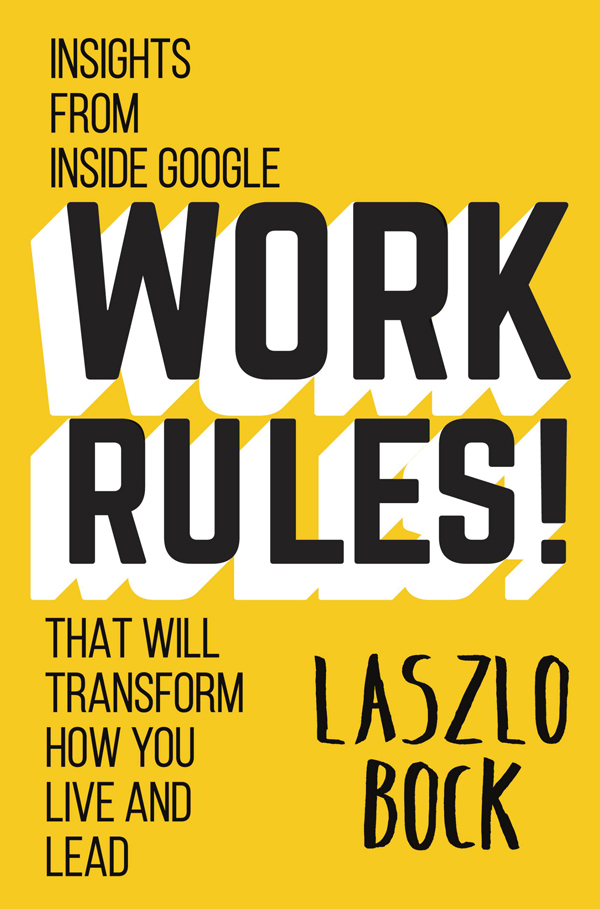 INSIGHTS
FROM
INSIDE GOOGLE
WORK
RULES!
THAT WILL
TRANSFORM
HOW YOU
LIVE AND
LEAD
LASZLO
BOCK